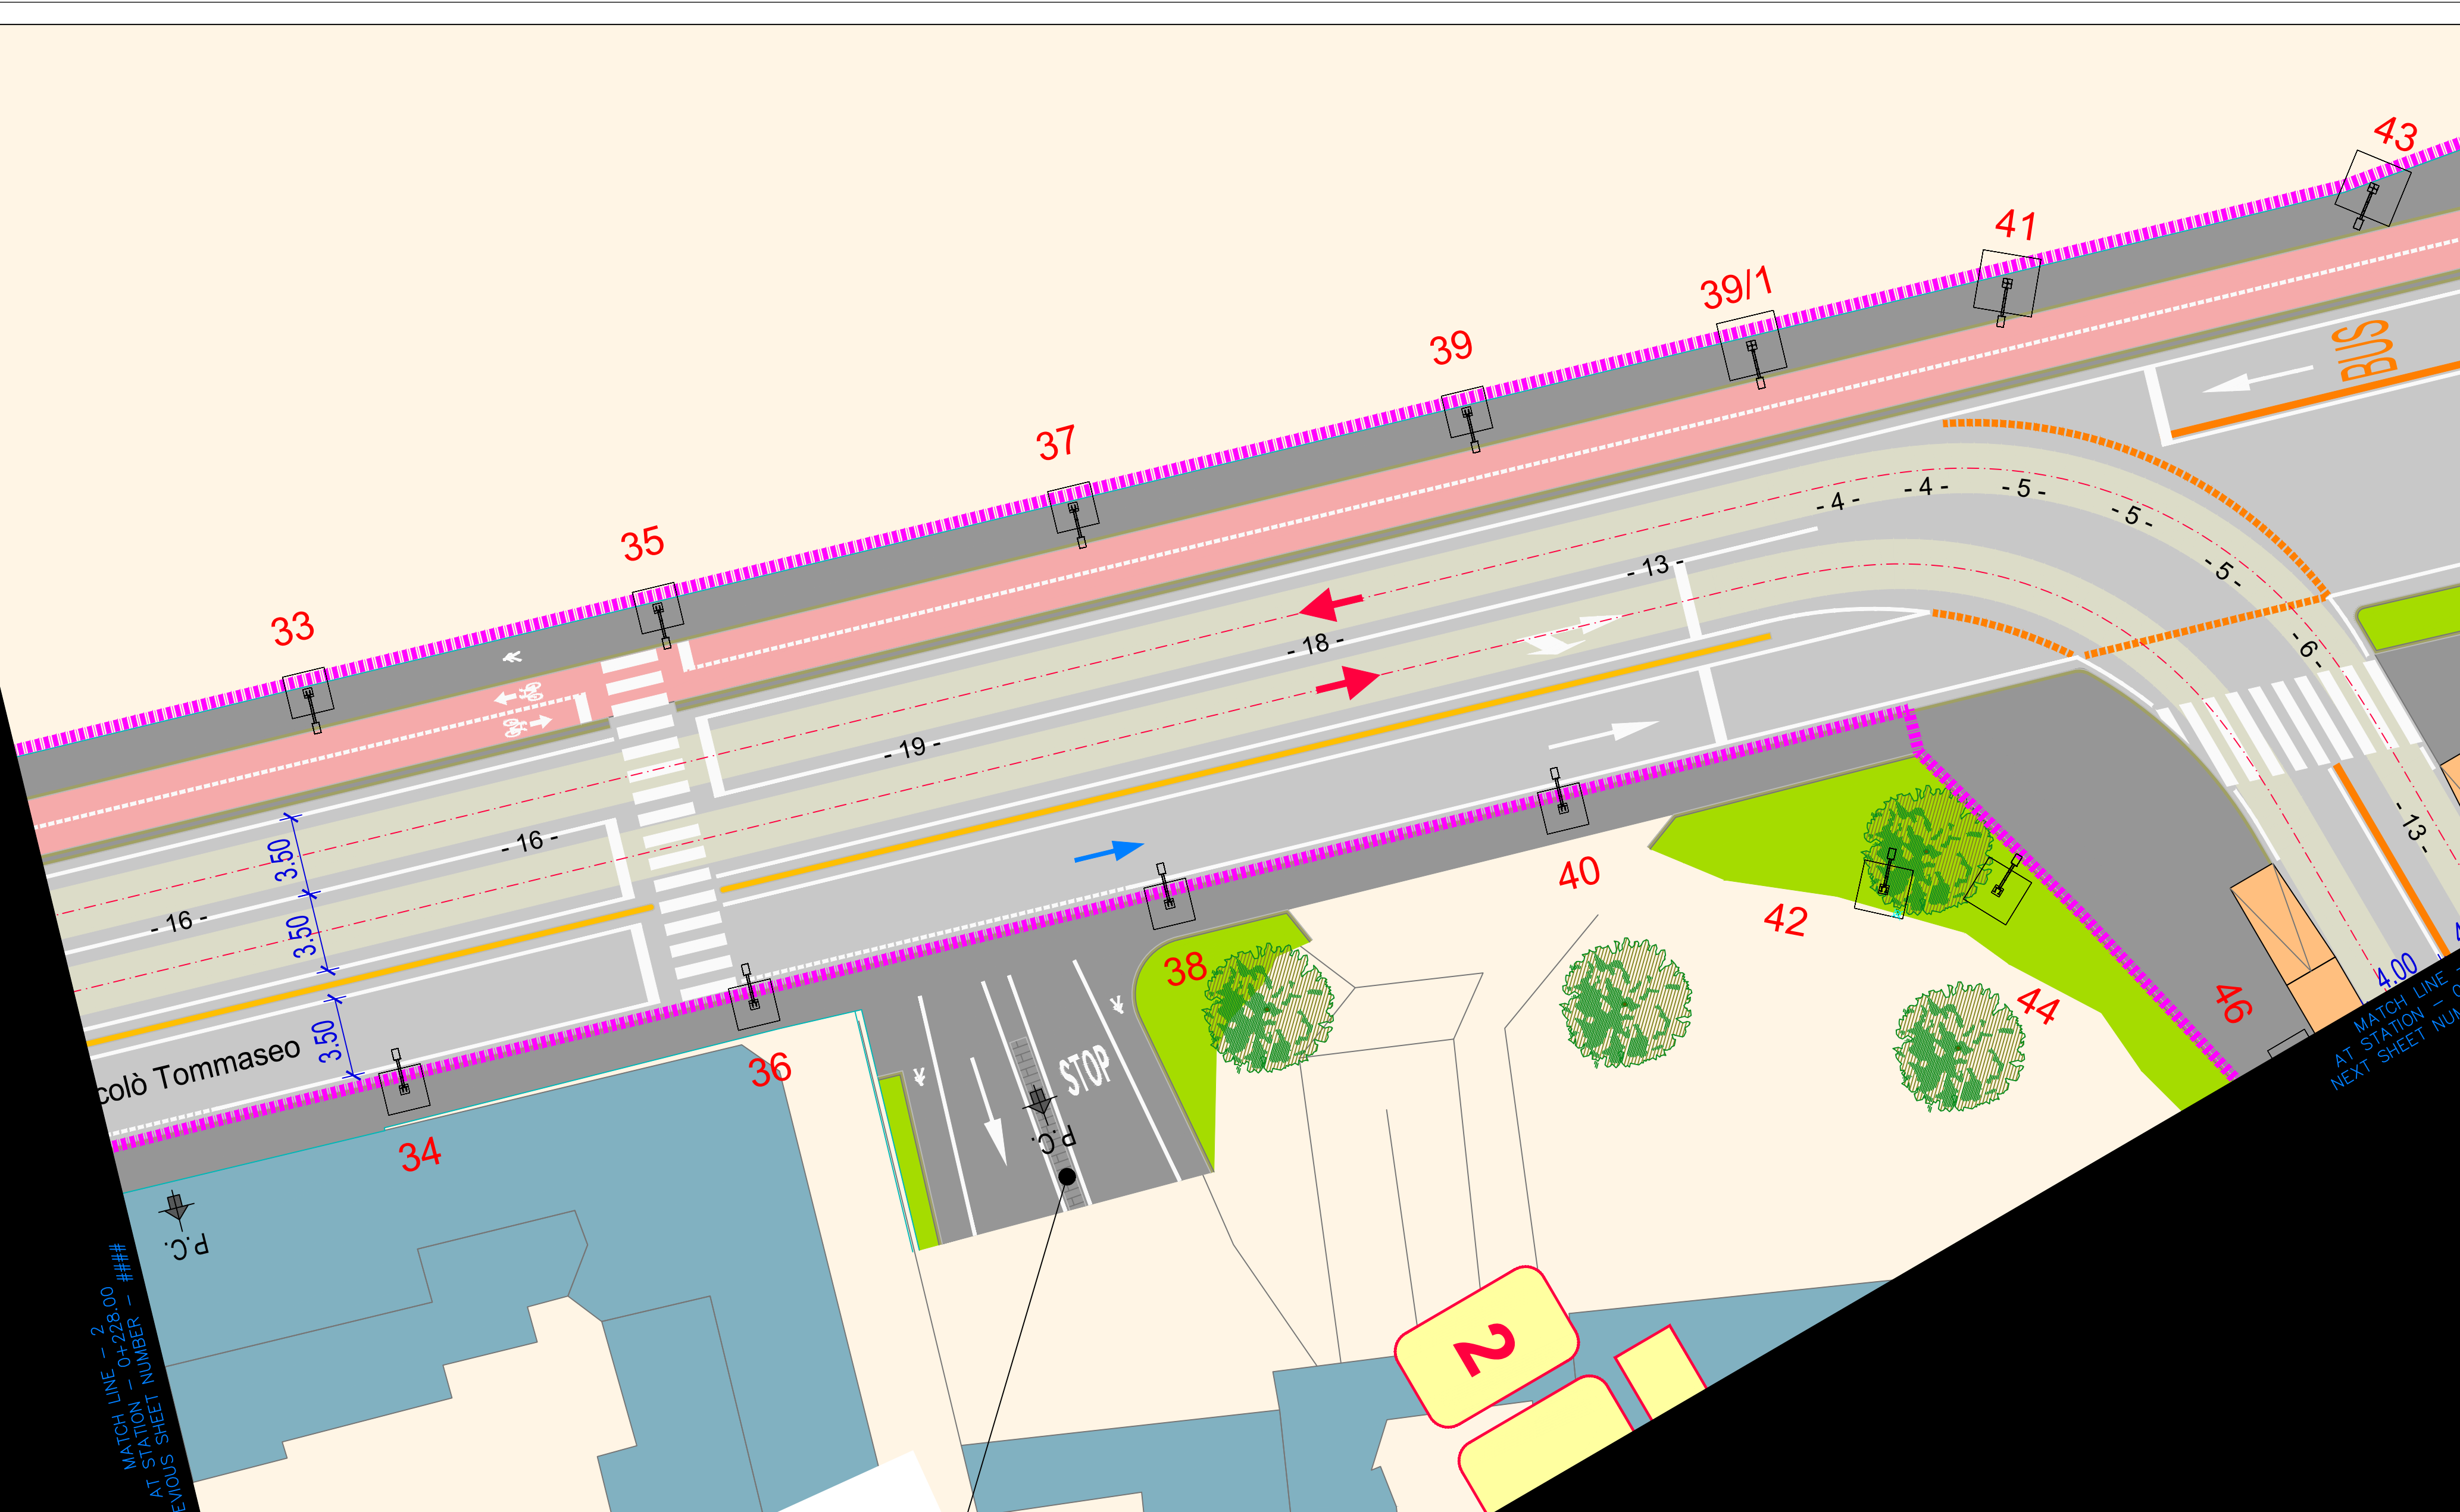 43
41
39/1
39
37
35
33
BUS
- 4 -
- 4 -
- 5 -
- 5 -
- 5 -
- 6 -
- 13 -
- 13 -
- 18 -
- 19 -
- 16 -
- 16 -
3.50
3.50
3.50
colò Tommaseo
34
36
38
40
42
44
46
STOP
P.C.
P.C.
4.00
MATCH LINE -
AT STATION -
NEXT SHEET NUM
MATCH LINE - 2
AT STATION - 0+228.00
EVIOUS SHEET NUMBER - ####
2